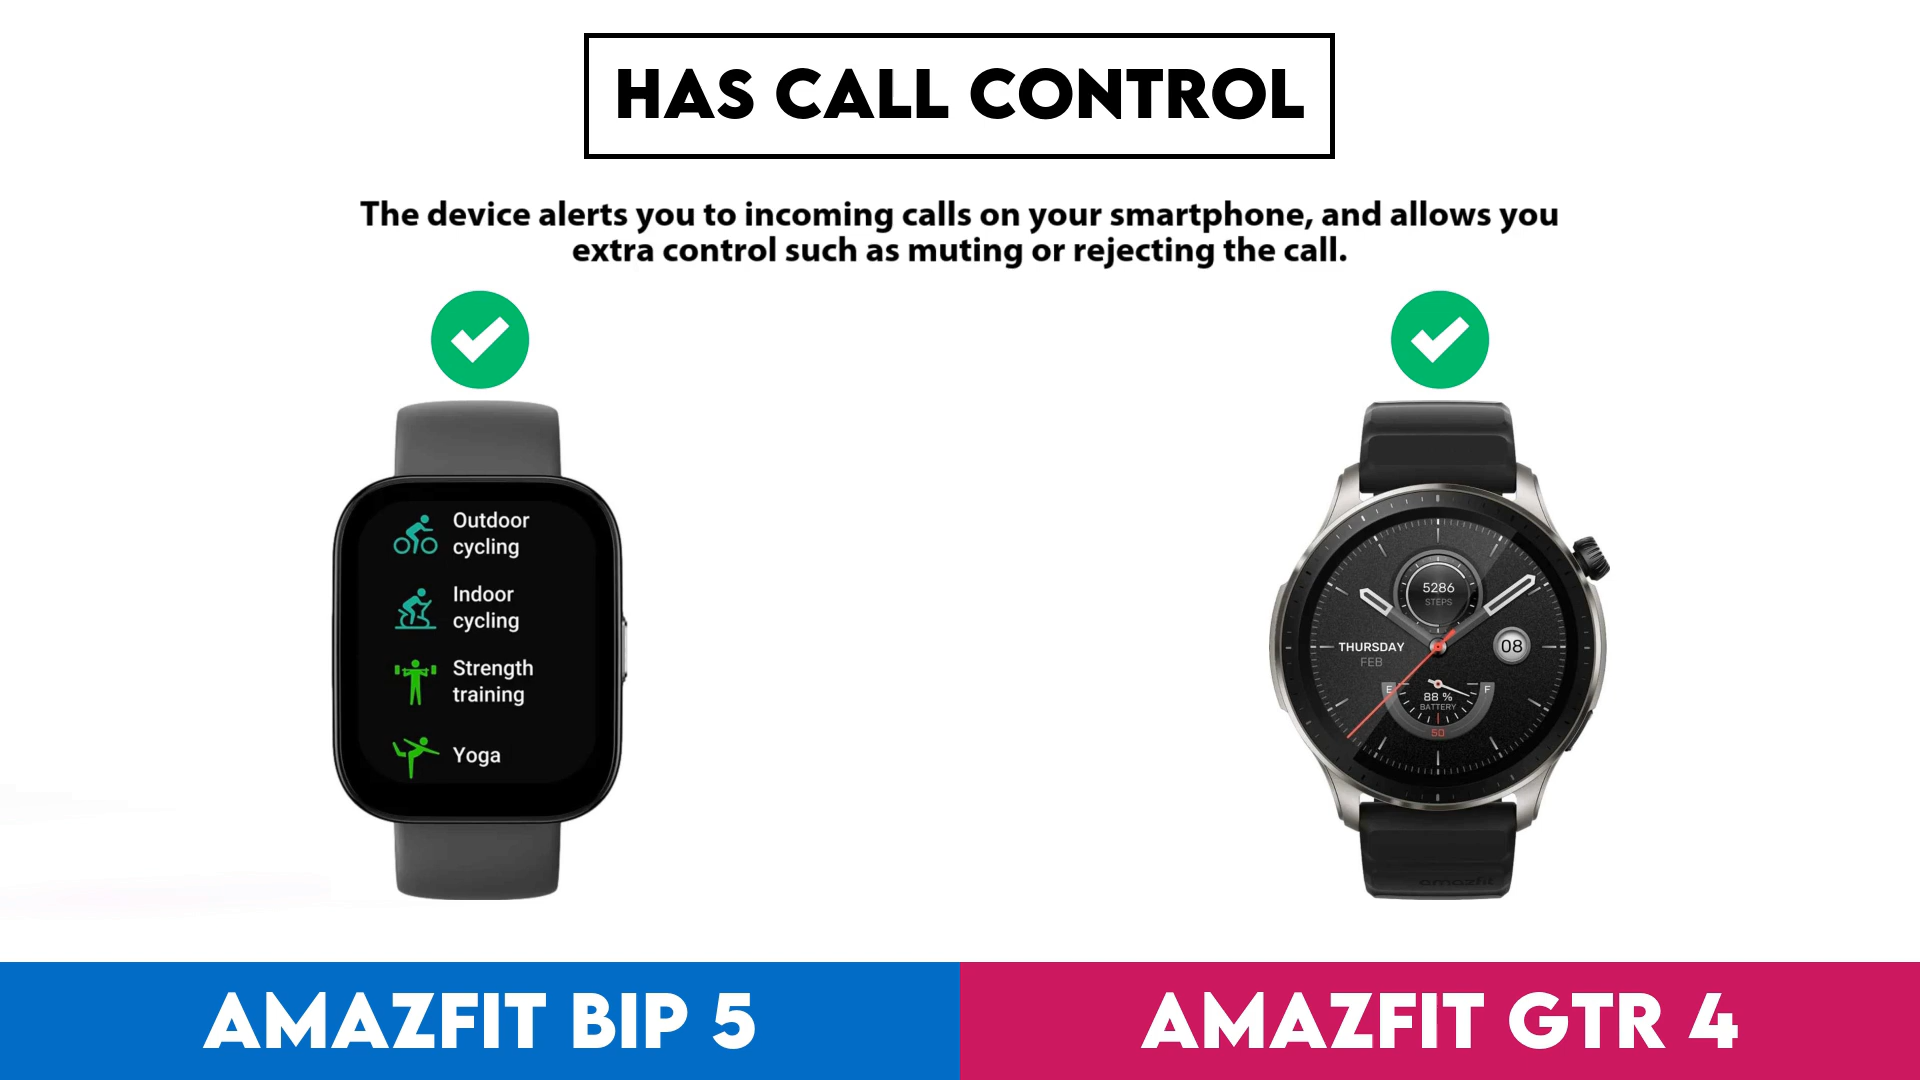 HAS CALL CONTROL
The device alerts you to incoming calls on your smartphone, and allows you
extra control such as muting or rejecting the call.
Outdoor
cycling
Indoor
cycling
Strength
training
Yoga
5286
STEPS
THURSDAY
FEB
08
E
F
88 %
BATTERY
50
amazfit
AMAZFIT BIP 5
AMAZFIT GTR 4